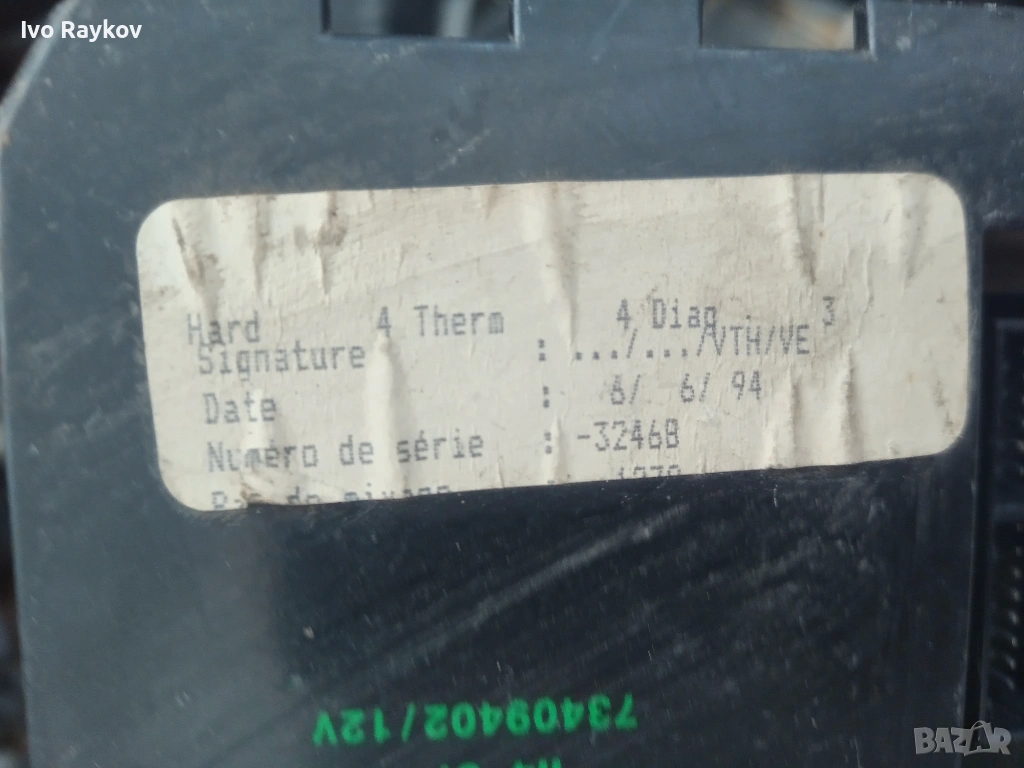 Ivo Raykov
Hard 4 Therm 4 Diag 3
Signature : .../.../VTH/VE
Date : 6/ 6/ 94
Numéro de série : -32468
73409402/12V
BAZAR